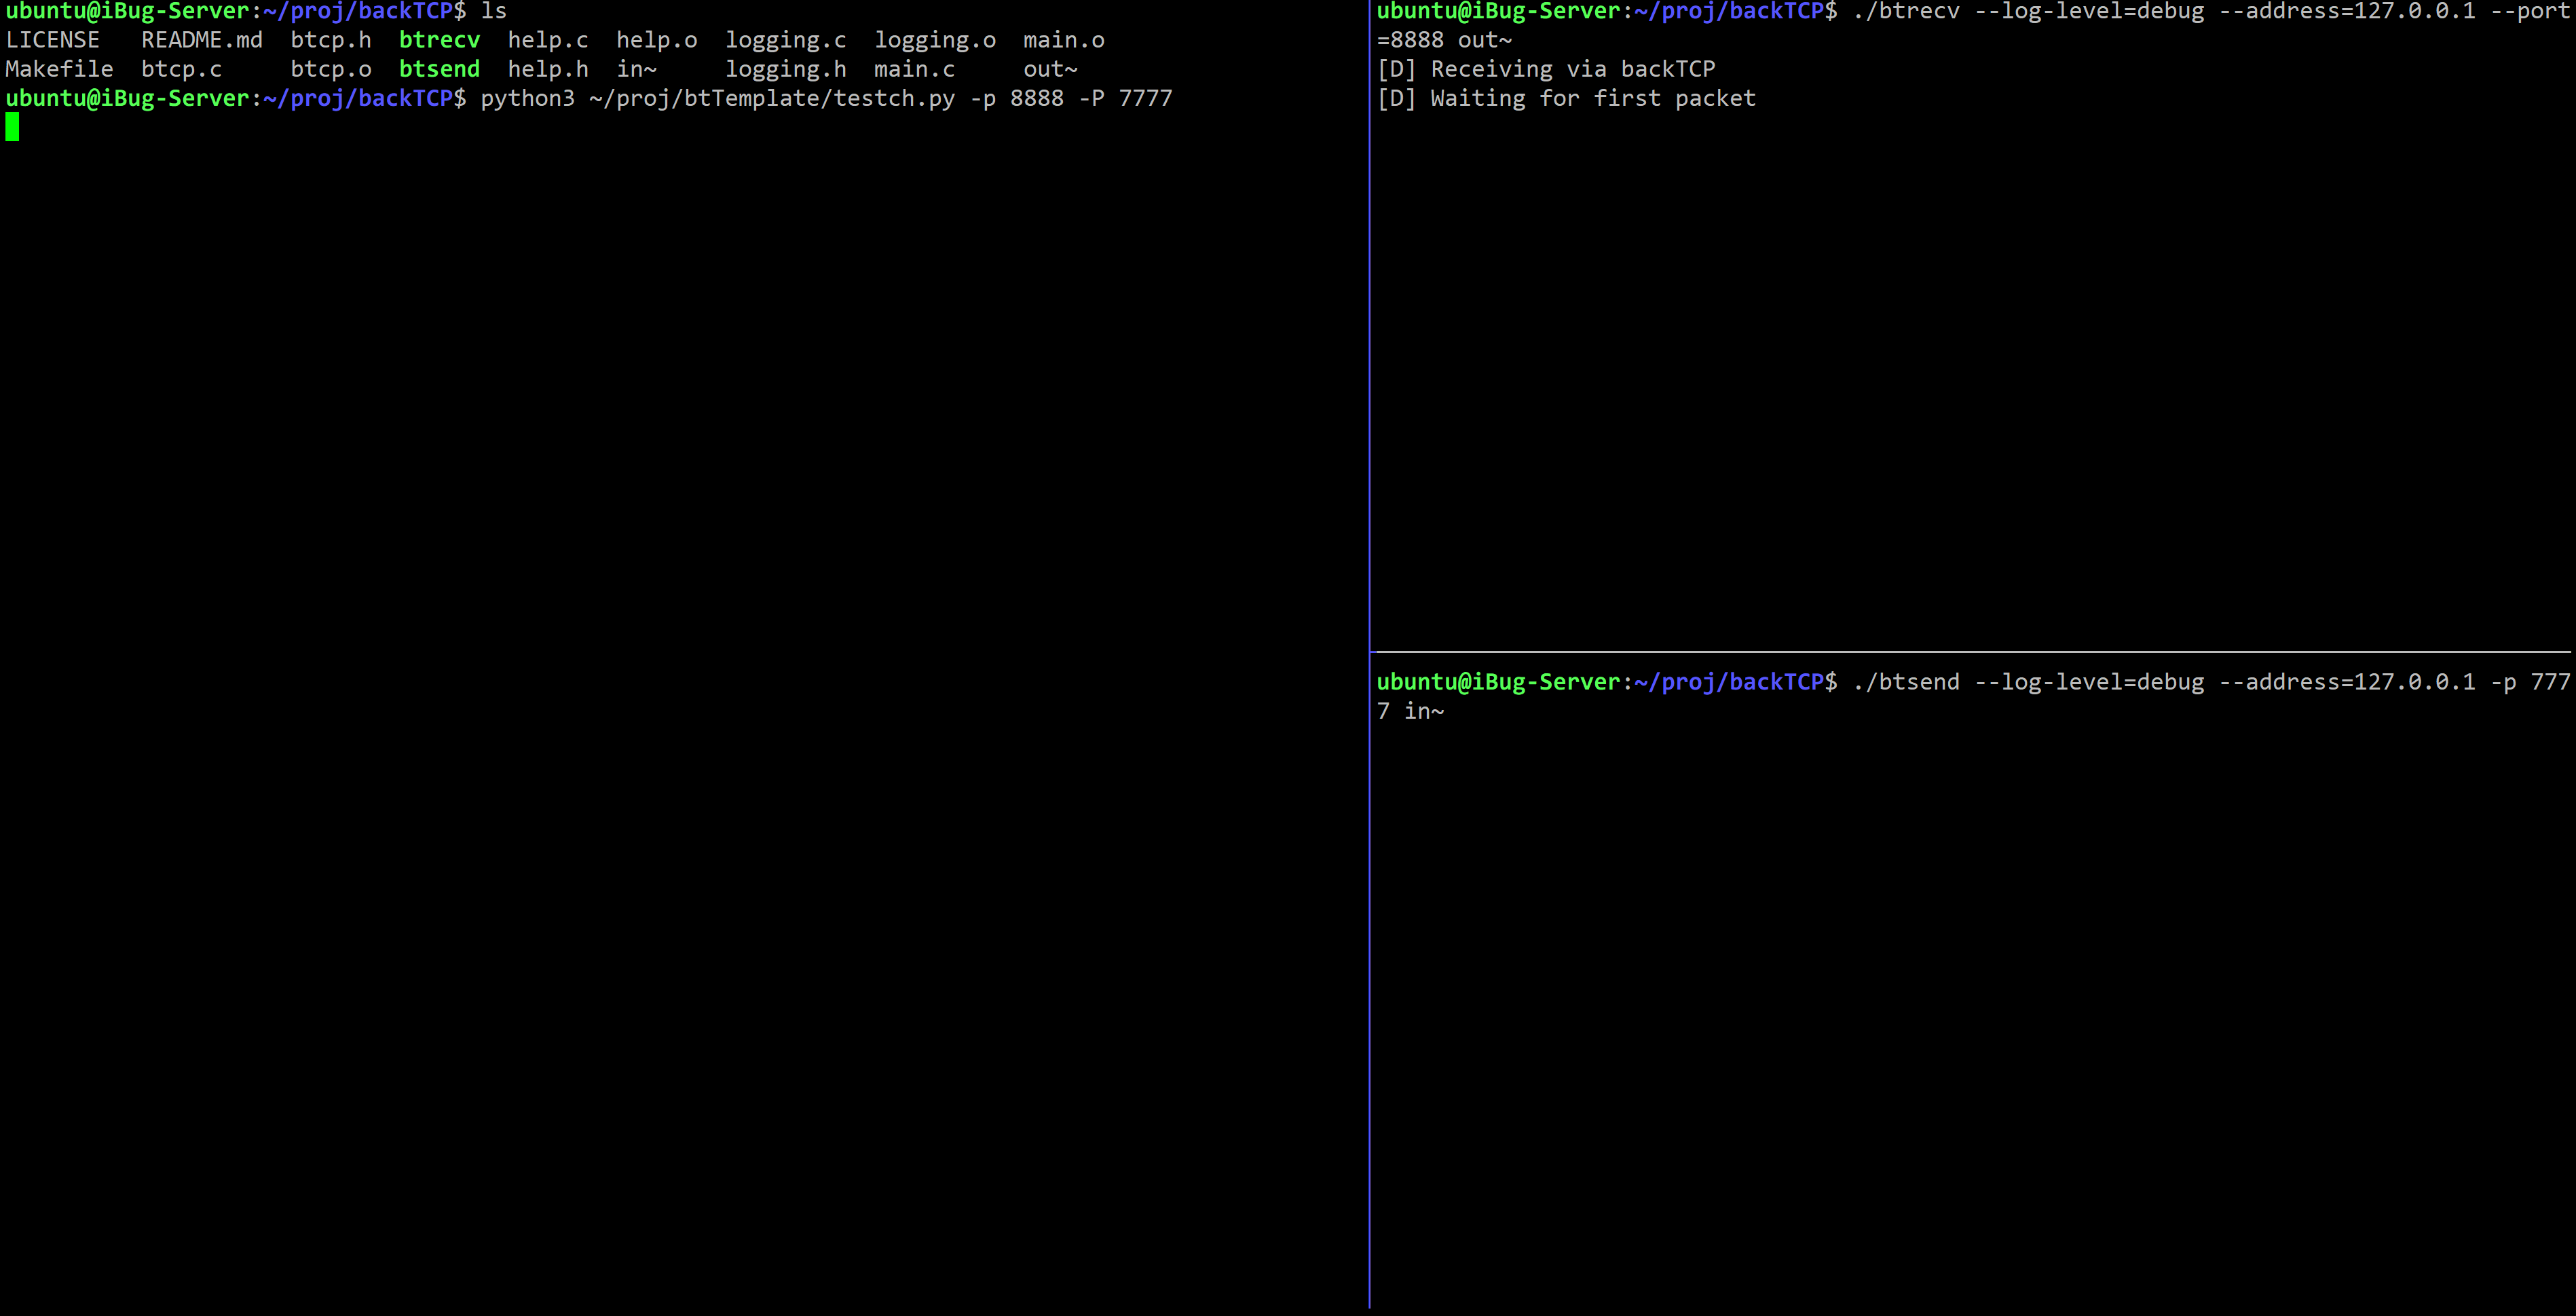 ubuntu@iBug-Server:~/proj/backTCP$ ls
LICENSE   README.md  btcp.h  btrecv  help.c  help.o  logging.c  logging.o  main.o
Makefile  btcp.c     btcp.o  btsend  help.h  in~     logging.h  main.c     out~
ubuntu@iBug-Server:~/proj/backTCP$ python3 ~/proj/btTemplate/testch.py -p 8888 -P 7777
ubuntu@iBug-Server:~/proj/backTCP$ ./btrecv --log-level=debug --address=127.0.0.1 --port
=8888 out~
[D] Receiving via backTCP
[D] Waiting for first packet
ubuntu@iBug-Server:~/proj/backTCP$ ./btsend --log-level=debug --address=127.0.0.1 -p 777
7 in~